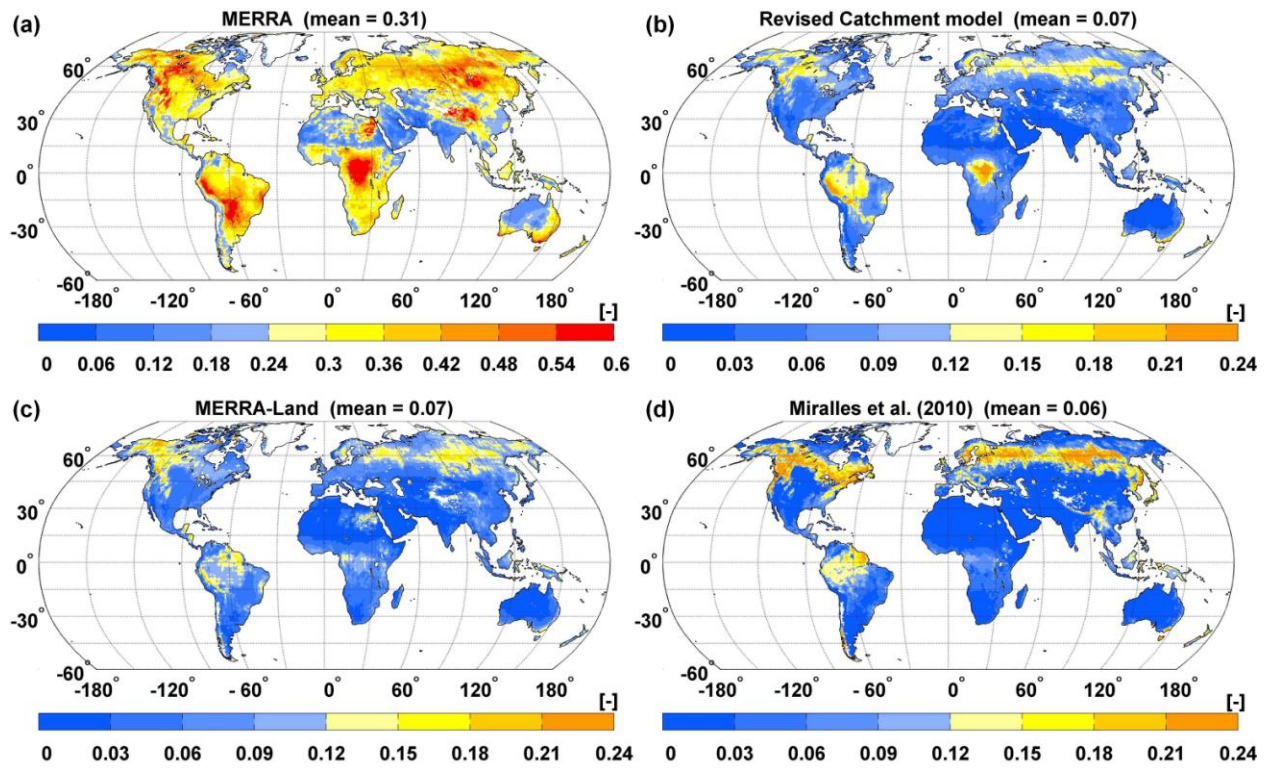 (a) MERRA (mean = 0.31)
60°
30°
0°
-30°
-60°
-180° -120° - 60° 0° 60° 120° 180°
[-]
0 0.06 0.12 0.18 0.24 0.3 0.36 0.42 0.48 0.54 0.6
(b) Revised Catchment model (mean = 0.07)
60°
30°
0°
-30°
-60°
-180° -120° - 60° 0° 60° 120° 180°
[-]
0 0.03 0.06 0.09 0.12 0.15 0.18 0.21 0.24
(c) MERRA-Land (mean = 0.07)
60°
30°
0°
-30°
-60°
-180° -120° - 60° 0° 60° 120° 180°
[-]
0 0.03 0.06 0.09 0.12 0.15 0.18 0.21 0.24
(d) Miralles et al. (2010) (mean = 0.06)
60°
30°
0°
-30°
-60°
-180° -120° - 60° 0° 60° 120° 180°
[-]
0 0.03 0.06 0.09 0.12 0.15 0.18 0.21 0.24